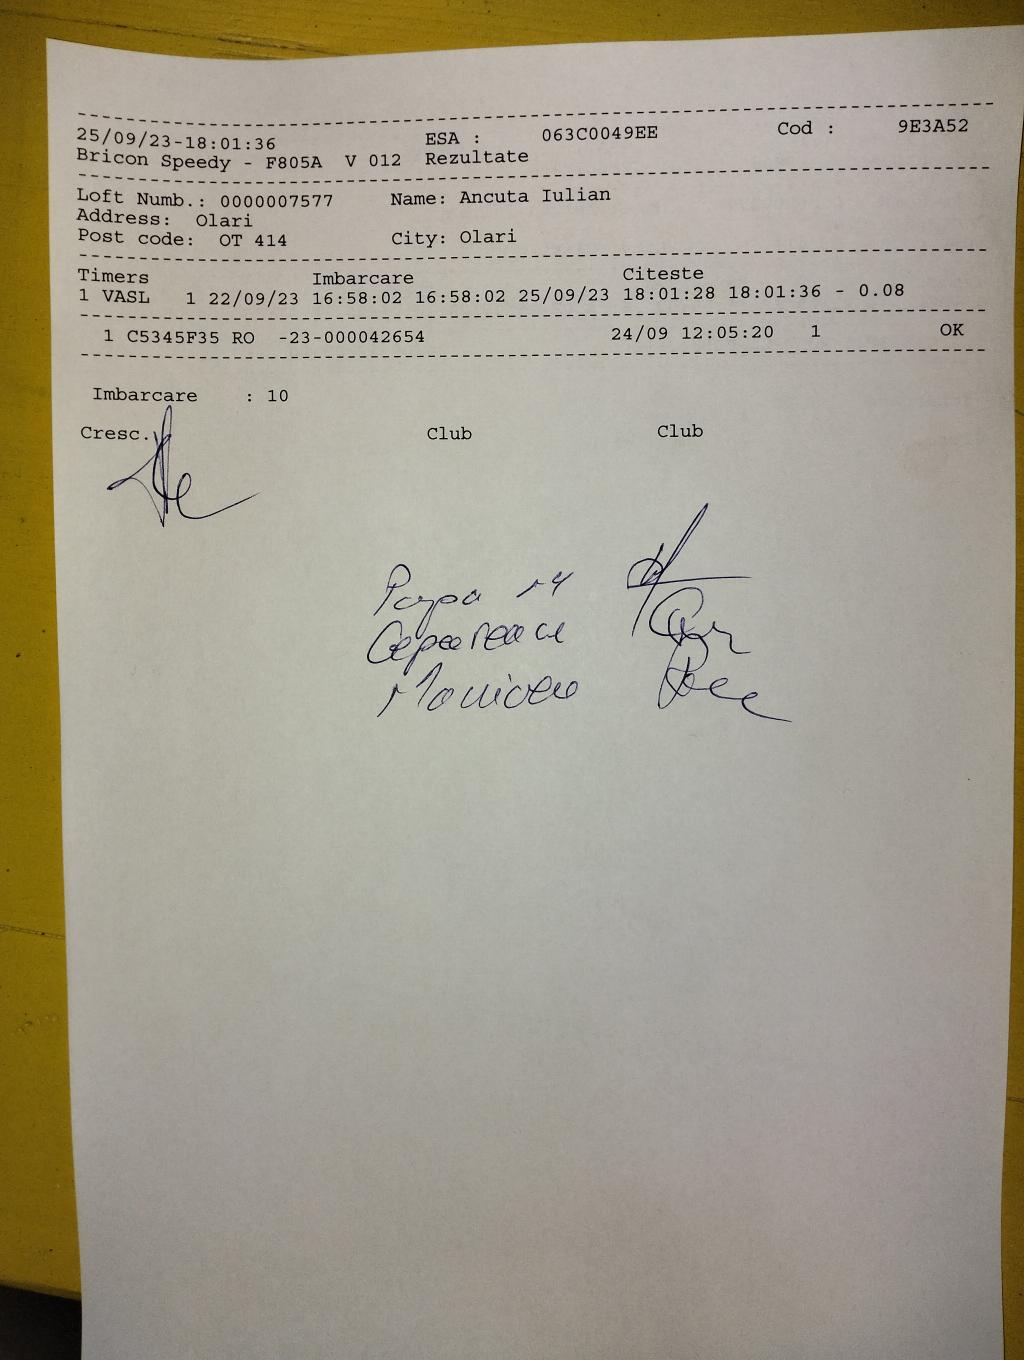 25/09/23-18:01:36 ESA : 063C0049EE Cod : 9E3A52
Bricon Speedy - F805A V 012 Rezultate
Loft Numb.: 0000007577 Name: Ancuta Iulian
Address: Olari
Post code: OT 414 City: Olari
Timers Imbarcare Citeste
1 VASL 1 22/09/23 16:58:02 16:58:02 25/09/23 18:01:28 18:01:36 - 0.08
1 C5345F35 RO -23-000042654 24/09 12:05:20 1 OK
Imbarcare : 10
Cresc. Club Club
Popa